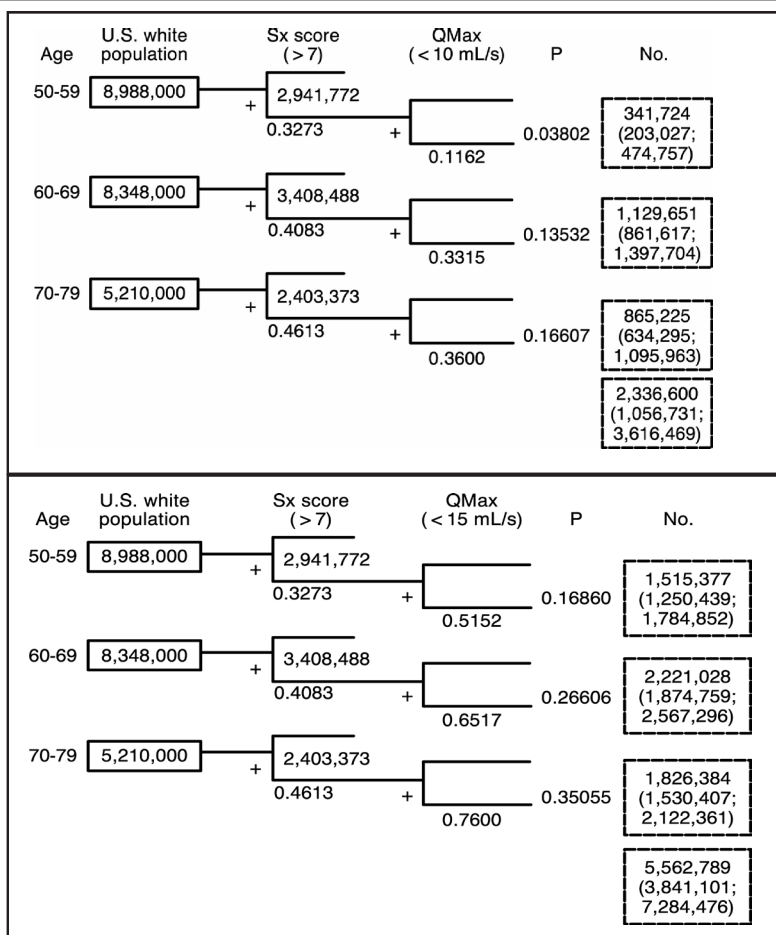 Age U.S. white population Sx score (>7) QMax (<10 mL/s) P No.
50-59 8,988,000 + 2,941,772 0.3273 + 0.1162 0.03802 341,724 (203,027; 474,757)
60-69 8,348,000 + 3,408,488 0.4083 + 0.3315 0.13532 1,129,651 (861,617; 1,397,704)
70-79 5,210,000 + 2,403,373 0.4613 + 0.3600 0.16607 865,225 (634,295; 1,095,963)
2,336,600 (1,056,731; 3,616,469)
Age U.S. white population Sx score (>7) QMax (<15 mL/s) P No.
50-59 8,988,000 + 2,941,772 0.3273 + 0.5152 0.16860 1,515,377 (1,250,439; 1,784,852)
60-69 8,348,000 + 3,408,488 0.4083 + 0.6517 0.26606 2,221,028 (1,874,759; 2,567,296)
70-79 5,210,000 + 2,403,373 0.4613 + 0.7600 0.35055 1,826,384 (1,530,407; 2,122,361)
5,562,789 (3,841,101; 7,284,476)